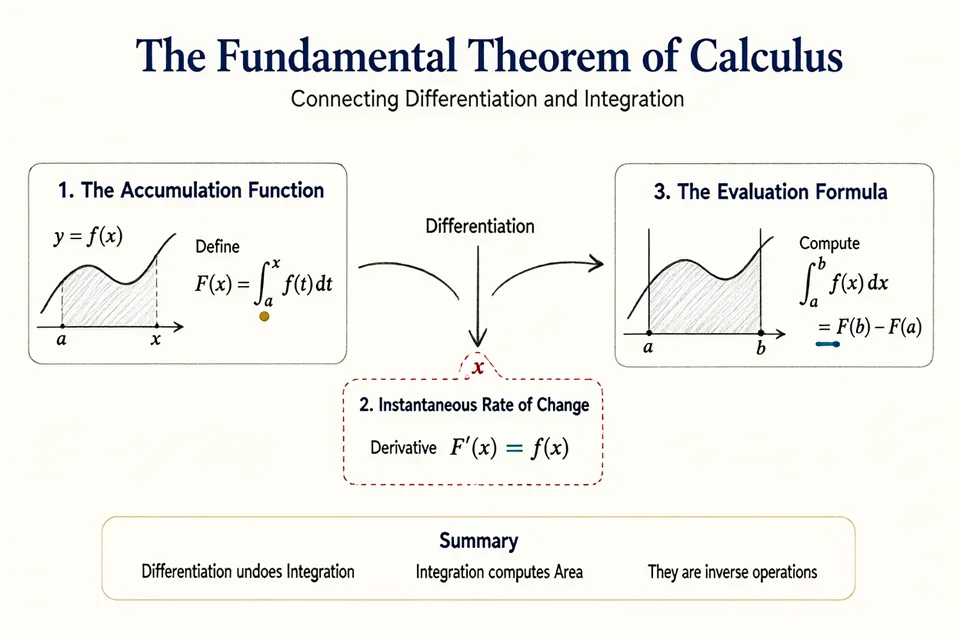 The Fundamental Theorem of Calculus
Connecting Differentiation and Integration
1. The Accumulation Function
y = f(x)
Define
F(x) = ∫ₐˣ f(t) dt
a
x
Differentiation
x
2. Instantaneous Rate of Change
Derivative F′(x) = f(x)
3. The Evaluation Formula
Compute
∫ₐᵇ f(x) dx
= F(b) − F(a)
a
b
Summary
Differentiation undoes Integration
Integration computes Area
They are inverse operations